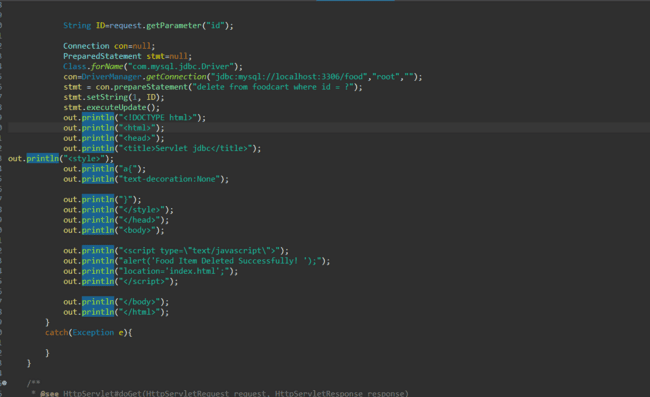 String ID=request.getParameter("id");
Connection con=null;
PreparedStatement stmt=null;
Class.forName("com.mysql.jdbc.Driver");
con=DriverManager.getConnection("jdbc:mysql://localhost:3306/food","root","");
stmt = con.prepareStatement("delete from foodcart where id = ?");
stmt.setString(1, ID);
stmt.executeUpdate();
out.println("<!DOCTYPE html>");
out.println("<html>");
out.println("<head>");
out.println("<title>Servlet jdbc</title>");
out.println("<style>");
out.println("a{");
out.println("text-decoration:None");
out.println("}");
out.println("</style>");
out.println("</head>");
out.println("<body>");
out.println("<script type=\"text/javascript\">");
out.println("alert('Food Item Deleted Successfully! ');");
out.println("location='index.html';");
out.println("</script>");
out.println("</body>");
out.println("</html>");
}
catch(Exception e){
}
}
/**
* @see HttpServlet#doGet(HttpServletRequest request, HttpServletResponse response)